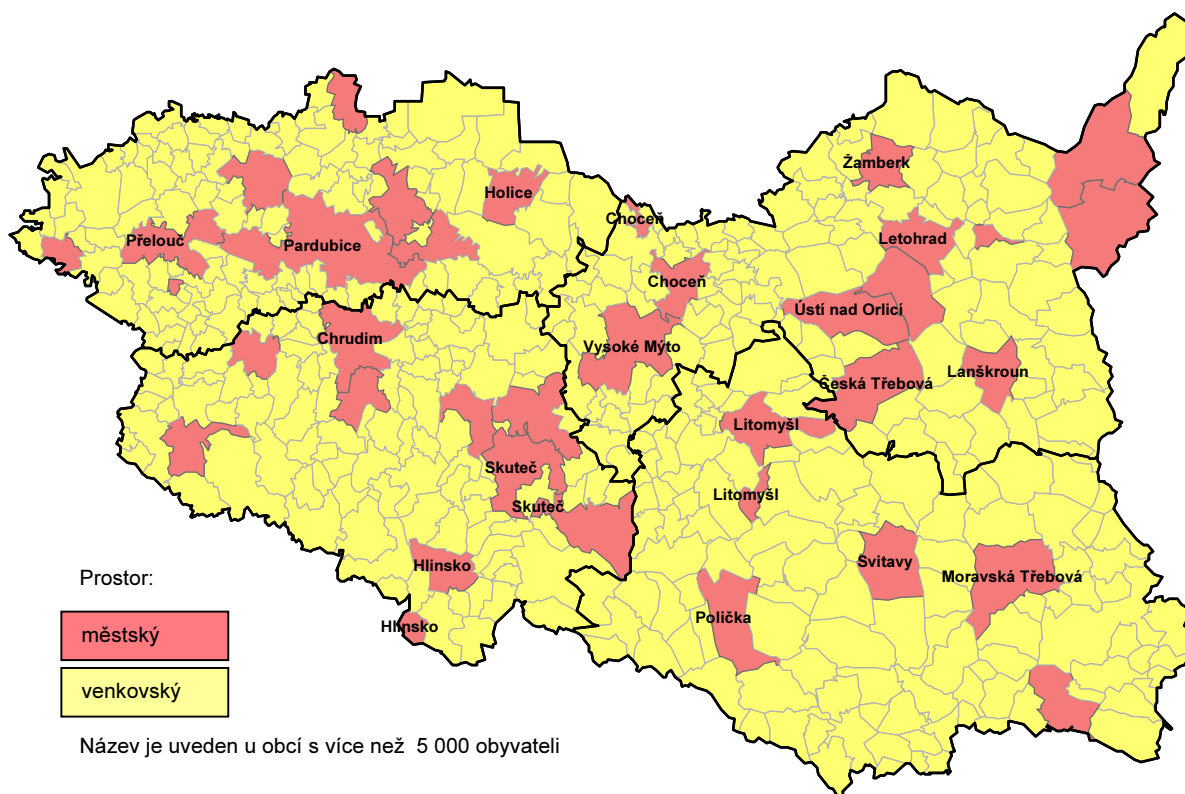 Žamberk
Holice
Choceň
Letohrad
Přelouč
Pardubice
Choceň
Ústí nad Orlicí
Chrudim
Vysoké Mýto
Lanškroun
Česká Třebová
Litomyšl
Skuteč
Litomyšl
Skuteč
Svitavy
Hlinsko
Moravská Třebová
Polička
Hlinsko
Prostor:
městský
venkovský
Název je uveden u obcí s více než 5 000 obyvateli